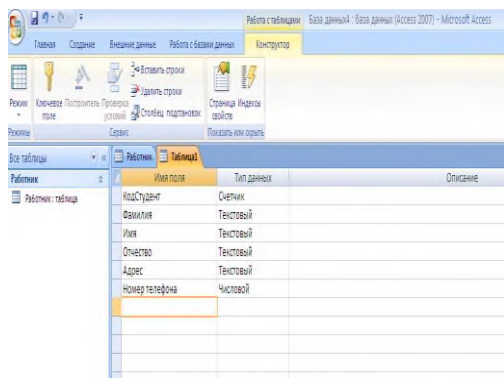 Работа с таблицами База данных4 : база данных (Access 2007) - Microsoft Access
Главная Создание Внешние данные Работа с базами данных Конструктор
Режим
Ключевое поле
Построитель
Проверка условий
Вставить строки
Удалить строки
Столбец подстановок
Страница свойств
Индексы
Режимы Сервис Показать или скрыть
Все таблицы
Работник Таблица1
Работник
Работник : таблица
Имя поля Тип данных Описание
КодСтудент Счетчик
Фамилия Текстовый
Имя Текстовый
Отчество Текстовый
Адрес Текстовый
Номер телефона Числовой